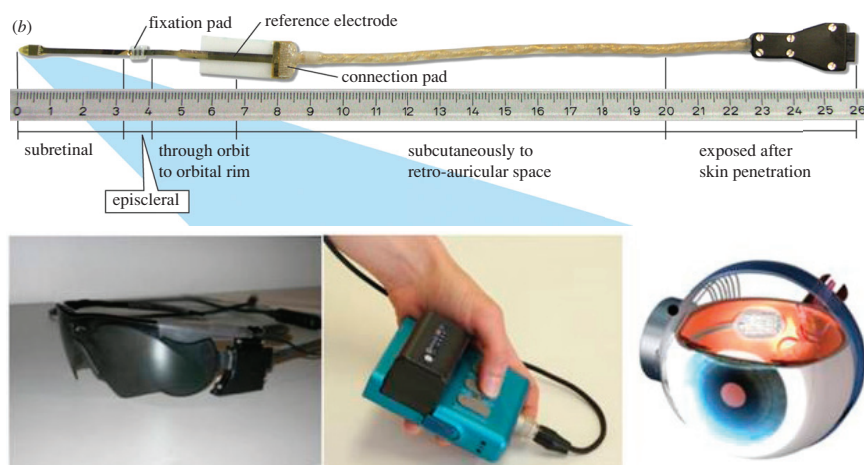 (b)
fixation pad
reference electrode
connection pad
0 1 2 3 4 5 6 7 8 9 10 11 12 13 14 15 16 17 18 19 20 21 22 23 24 25 26
subretinal
through orbit
to orbital rim
subcutaneously to
retro-auricular space
exposed after
skin penetration
episcleral